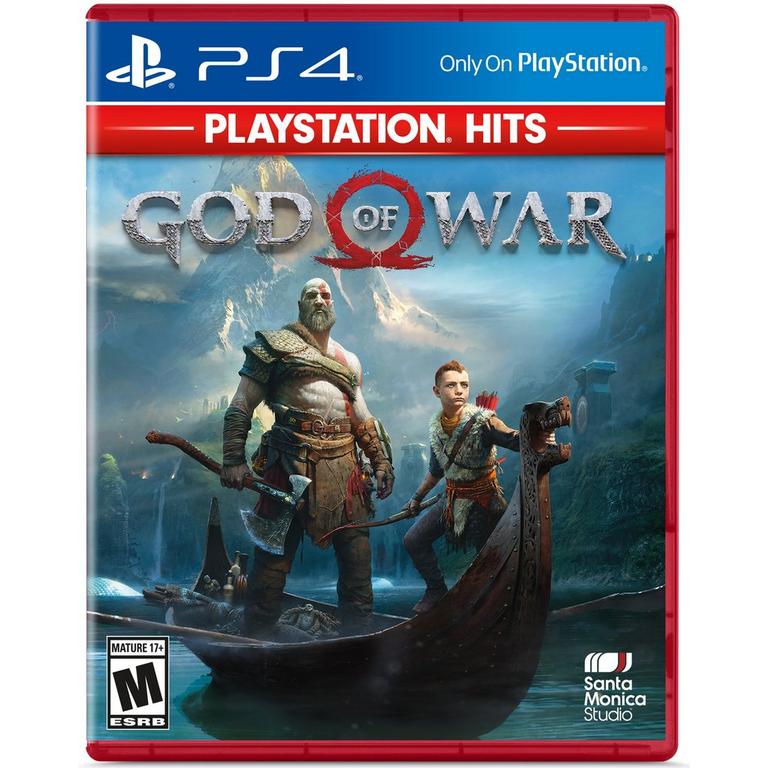 PS4®
Only On PlayStation®
PLAYSTATION® HITS
GOD OF WAR
MATURE 17+
M
ESRB
Santa
Monica
Studio